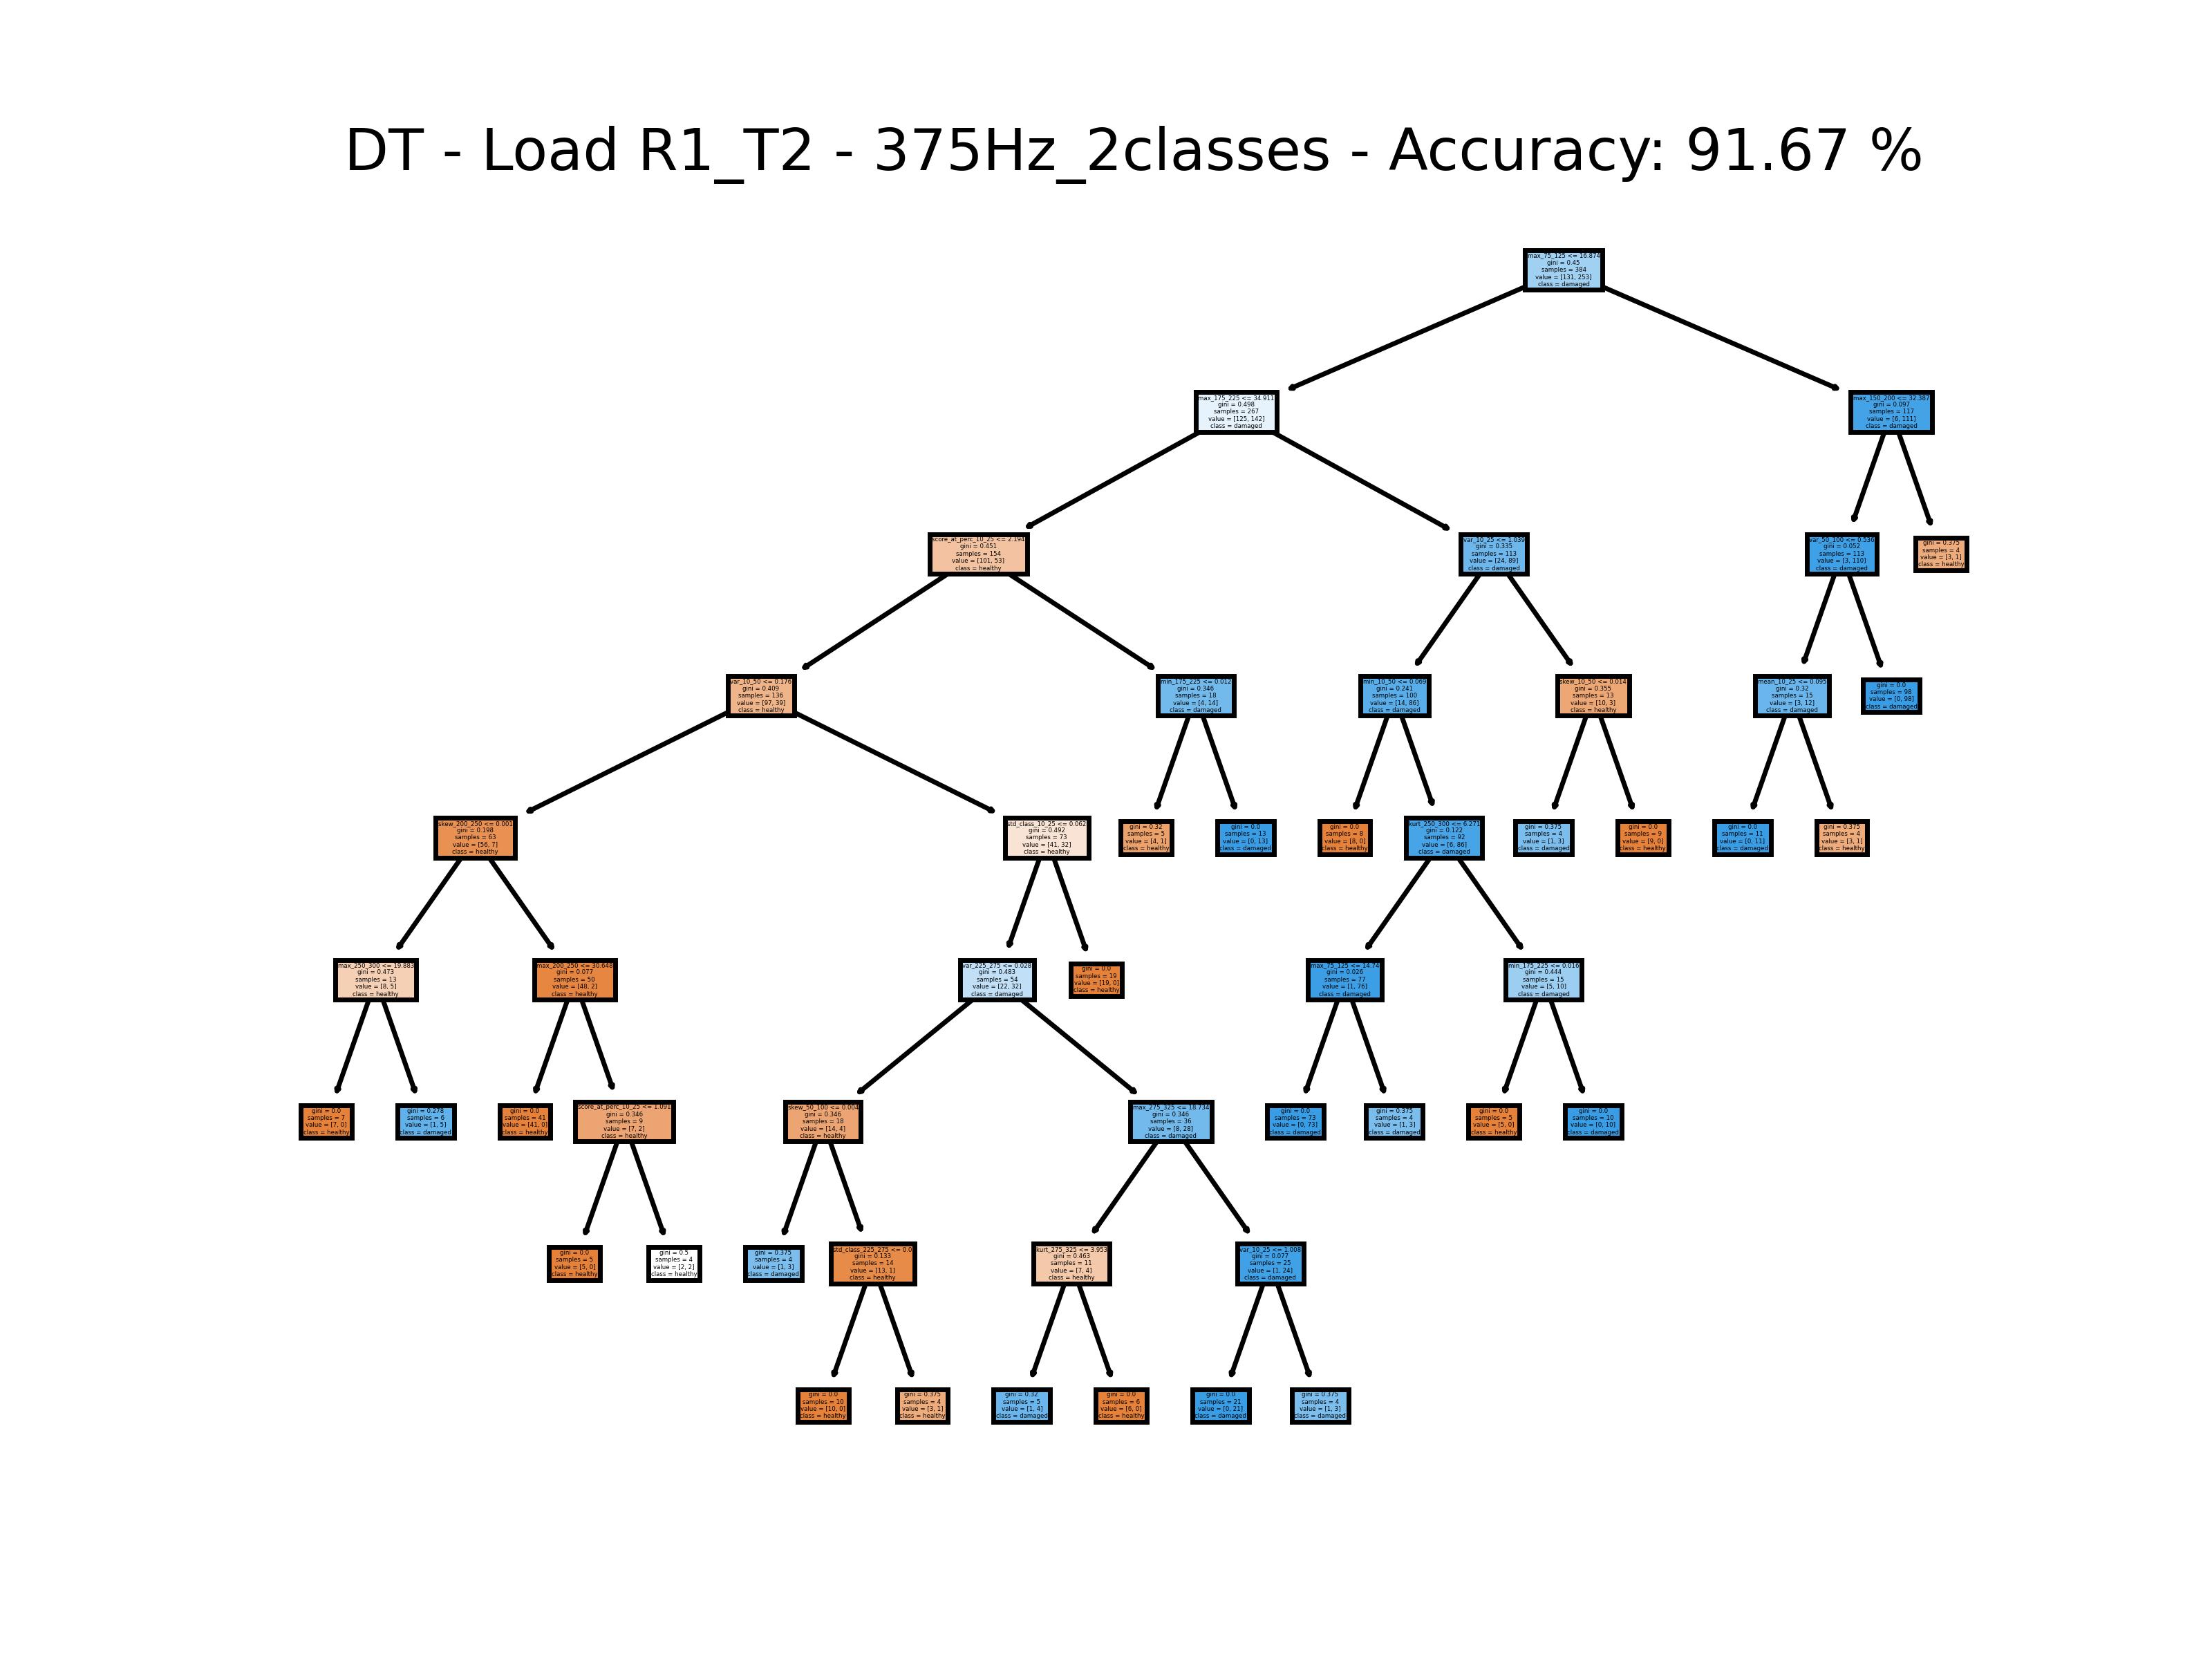 DT - Load R1_T2 - 375Hz_2classes - Accuracy: 91.67 %
max_75_125 <= 16.874
gini = 0.45
samples = 384
value = [131, 253]
class = damaged
max_175_225 <= 34.911
gini = 0.498
samples = 267
value = [125, 142]
class = damaged
max_150_200 <= 32.387
gini = 0.097
samples = 117
value = [6, 111]
class = damaged
score_at_perc_10_25 <= 2.194
gini = 0.451
samples = 154
value = [101, 53]
class = healthy
var_10_25 <= 1.039
gini = 0.335
samples = 113
value = [24, 89]
class = damaged
var_50_100 <= 0.536
gini = 0.052
samples = 113
value = [3, 110]
class = damaged
gini = 0.375
samples = 4
value = [3, 1]
class = healthy
var_10_50 <= 0.176
gini = 0.409
samples = 136
value = [97, 39]
class = healthy
min_175_225 <= 0.012
gini = 0.346
samples = 18
value = [4, 14]
class = damaged
min_10_50 <= 0.069
gini = 0.241
samples = 100
value = [14, 86]
class = damaged
skew_10_50 <= 0.014
gini = 0.355
samples = 13
value = [10, 3]
class = healthy
mean_10_25 <= 0.095
gini = 0.32
samples = 15
value = [3, 12]
class = damaged
gini = 0.0
samples = 98
value = [0, 98]
class = damaged
skew_200_250 <= 0.001
gini = 0.198
samples = 63
value = [56, 7]
class = healthy
std_class_10_25 <= 0.062
gini = 0.492
samples = 73
value = [41, 32]
class = healthy
gini = 0.32
samples = 5
value = [4, 1]
class = healthy
gini = 0.0
samples = 13
value = [0, 13]
class = damaged
gini = 0.0
samples = 8
value = [8, 0]
class = healthy
kurt_250_300 <= 6.271
gini = 0.122
samples = 92
value = [6, 86]
class = damaged
gini = 0.375
samples = 4
value = [1, 3]
class = damaged
gini = 0.0
samples = 9
value = [9, 0]
class = healthy
gini = 0.0
samples = 11
value = [0, 11]
class = damaged
gini = 0.375
samples = 4
value = [3, 1]
class = healthy
max_250_300 <= 19.883
gini = 0.473
samples = 13
value = [8, 5]
class = healthy
max_200_250 <= 30.648
gini = 0.077
samples = 50
value = [48, 2]
class = healthy
var_225_275 <= 0.028
gini = 0.483
samples = 54
value = [22, 32]
class = damaged
gini = 0.0
samples = 19
value = [19, 0]
class = healthy
max_75_125 <= 14.74
gini = 0.026
samples = 77
value = [1, 76]
class = damaged
min_175_225 <= 0.016
gini = 0.444
samples = 15
value = [5, 10]
class = damaged
gini = 0.0
samples = 7
value = [7, 0]
class = healthy
gini = 0.278
samples = 6
value = [1, 5]
class = damaged
gini = 0.0
samples = 41
value = [41, 0]
class = healthy
score_at_perc_10_25 <= 1.091
gini = 0.346
samples = 9
value = [7, 2]
class = healthy
skew_50_100 <= 0.004
gini = 0.346
samples = 18
value = [14, 4]
class = healthy
max_275_325 <= 18.734
gini = 0.346
samples = 36
value = [8, 28]
class = damaged
gini = 0.0
samples = 73
value = [0, 73]
class = damaged
gini = 0.375
samples = 4
value = [1, 3]
class = damaged
gini = 0.0
samples = 5
value = [5, 0]
class = healthy
gini = 0.0
samples = 10
value = [0, 10]
class = damaged
gini = 0.0
samples = 5
value = [5, 0]
class = healthy
gini = 0.5
samples = 4
value = [2, 2]
class = healthy
gini = 0.375
samples = 4
value = [1, 3]
class = damaged
std_class_225_275 <= 0.0
gini = 0.133
samples = 14
value = [13, 1]
class = healthy
kurt_275_325 <= 3.953
gini = 0.463
samples = 11
value = [7, 4]
class = healthy
var_10_25 <= 1.008
gini = 0.077
samples = 25
value = [1, 24]
class = damaged
gini = 0.0
samples = 10
value = [10, 0]
class = healthy
gini = 0.375
samples = 4
value = [3, 1]
class = healthy
gini = 0.32
samples = 5
value = [1, 4]
class = damaged
gini = 0.0
samples = 6
value = [6, 0]
class = healthy
gini = 0.0
samples = 21
value = [0, 21]
class = damaged
gini = 0.375
samples = 4
value = [1, 3]
class = damaged